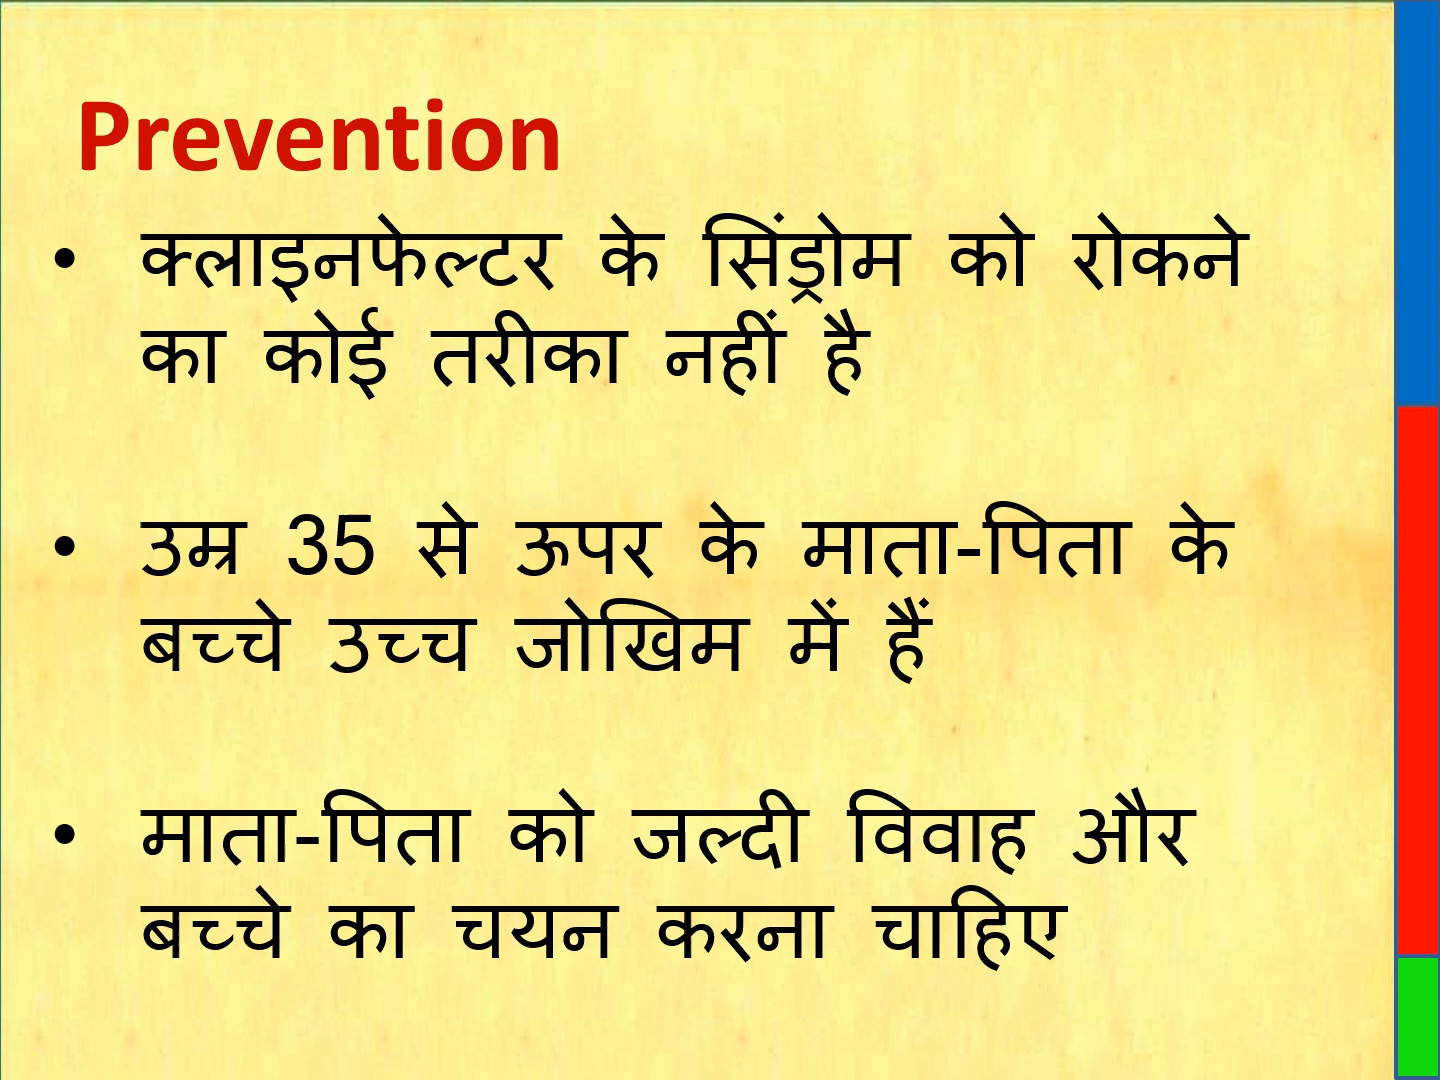 Prevention
• क्लाइनफेल्टर के सिंड्रोम को रोकने
का कोई तरीका नहीं है
• उम्र 35 से ऊपर के माता-पिता के
बच्चे उच्च जोखिम में हैं
• माता-पिता को जल्दी विवाह और
बच्चे का चयन करना चाहिए